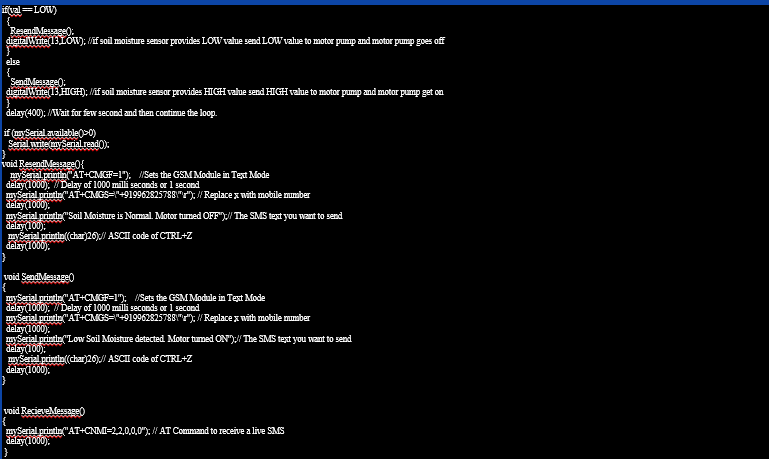 if(val == LOW)
{
ResendMessage();
digitalWrite(13,LOW); //if soil moisture sensor provides LOW value send LOW value to motor pump and motor pump goes off
}
else
{
SendMessage();
digitalWrite(13,HIGH); //if soil moisture sensor provides HIGH value send HIGH value to motor pump and motor pump get on
}
delay(400); //Wait for few second and then continue the loop.
if (mySerial.available()>0)
Serial.write(mySerial.read());
}
void ResendMessage(){
mySerial.println("AT+CMGF=1"); //Sets the GSM Module in Text Mode
delay(1000); // Delay of 1000 milli seconds or 1 second
mySerial.println("AT+CMGS=\"+919962825788\"\r"); // Replace x with mobile number
delay(1000);
mySerial.println("Soil Moisture is Normal. Motor turned OFF");// The SMS text you want to send
delay(100);
mySerial.println((char)26);// ASCII code of CTRL+Z
delay(1000);
}
void SendMessage()
{
mySerial.println("AT+CMGF=1"); //Sets the GSM Module in Text Mode
delay(1000); // Delay of 1000 milli seconds or 1 second
mySerial.println("AT+CMGS=\"+919962825788\"\r"); // Replace x with mobile number
delay(1000);
mySerial.println("Low Soil Moisture detected. Motor turned ON");// The SMS text you want to send
delay(100);
mySerial.println((char)26);// ASCII code of CTRL+Z
delay(1000);
}
void RecieveMessage()
{
mySerial.println("AT+CNMI=2,2,0,0,0"); // AT Command to receive a live SMS
delay(1000);
}